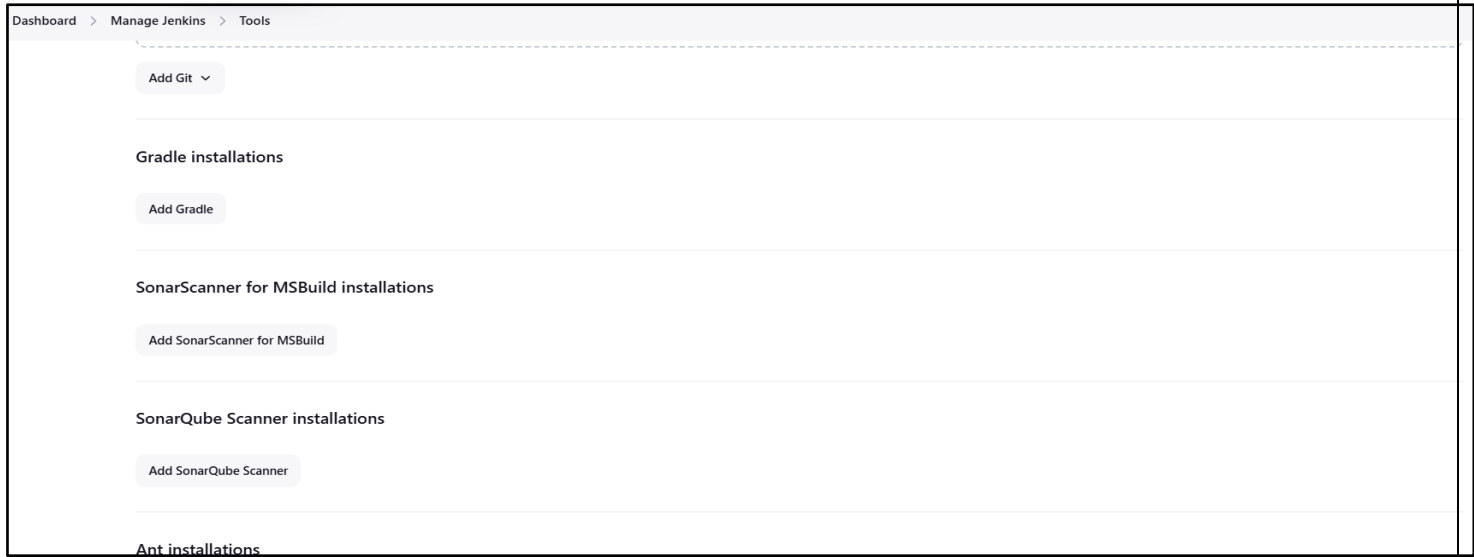 Dashboard > Manage Jenkins > Tools
Add Git
Gradle installations
Add Gradle
SonarScanner for MSBuild installations
Add SonarScanner for MSBuild
SonarQube Scanner installations
Add SonarQube Scanner
Ant installations